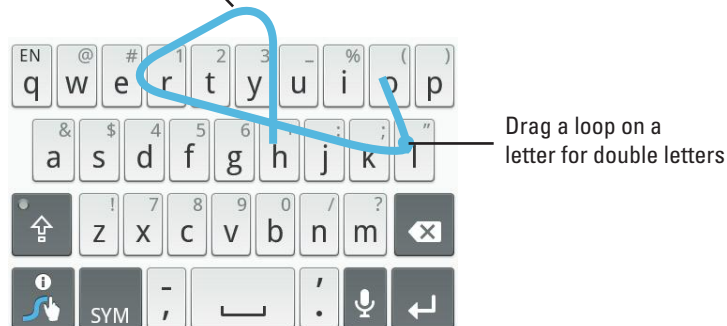 EN @ # 1 2 3 _ % ( )
q w e r t y u i o p
& $ 4 5 6 + : ; "
a s d f g h j k l
Drag a loop on a
letter for double letters
! 7 8 9 0 / ?
z x c v b n m
SYM - , ' .